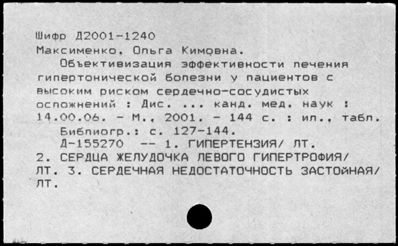 Шифр Д2001-1240
Максименко, Ольга Кимовна.
Объективизация эффективности лечения
гипертонической болезни у пациентов с
высоким риском сердечно-сосудистых
осложнений : Дис. ... канд. мед. наук :
14.00.06. - М., 2001. - 144 с. : ил., табл.
Библиогр.: с. 127-144.
Д-155270 -- 1. ГИПЕРТЕНЗИЯ/ ЛТ.
2. СЕРДЦА ЖЕЛУДОЧКА ЛЕВОГО ГИПЕРТРОФИЯ/
ЛТ. 3. СЕРДЕЧНАЯ НЕДОСТАТОЧНОСТЬ ЗАСТОЙНАЯ/
ЛТ.